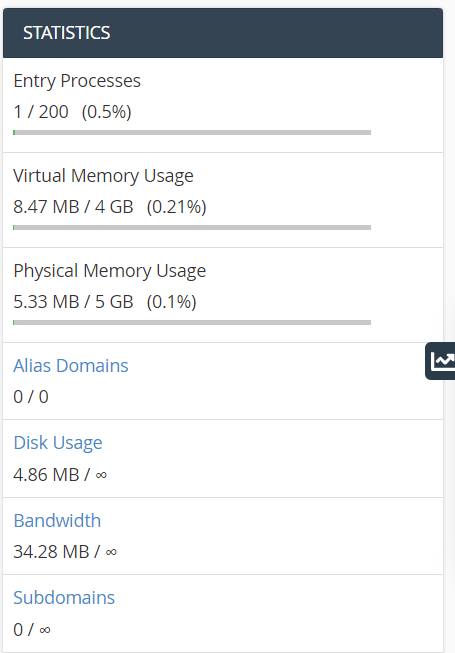 STATISTICS
Entry Processes
1 / 200 (0.5%)
Virtual Memory Usage
8.47 MB / 4 GB (0.21%)
Physical Memory Usage
5.33 MB / 5 GB (0.1%)
Alias Domains
0 / 0
Disk Usage
4.86 MB / ∞
Bandwidth
34.28 MB / ∞
Subdomains
0 / ∞